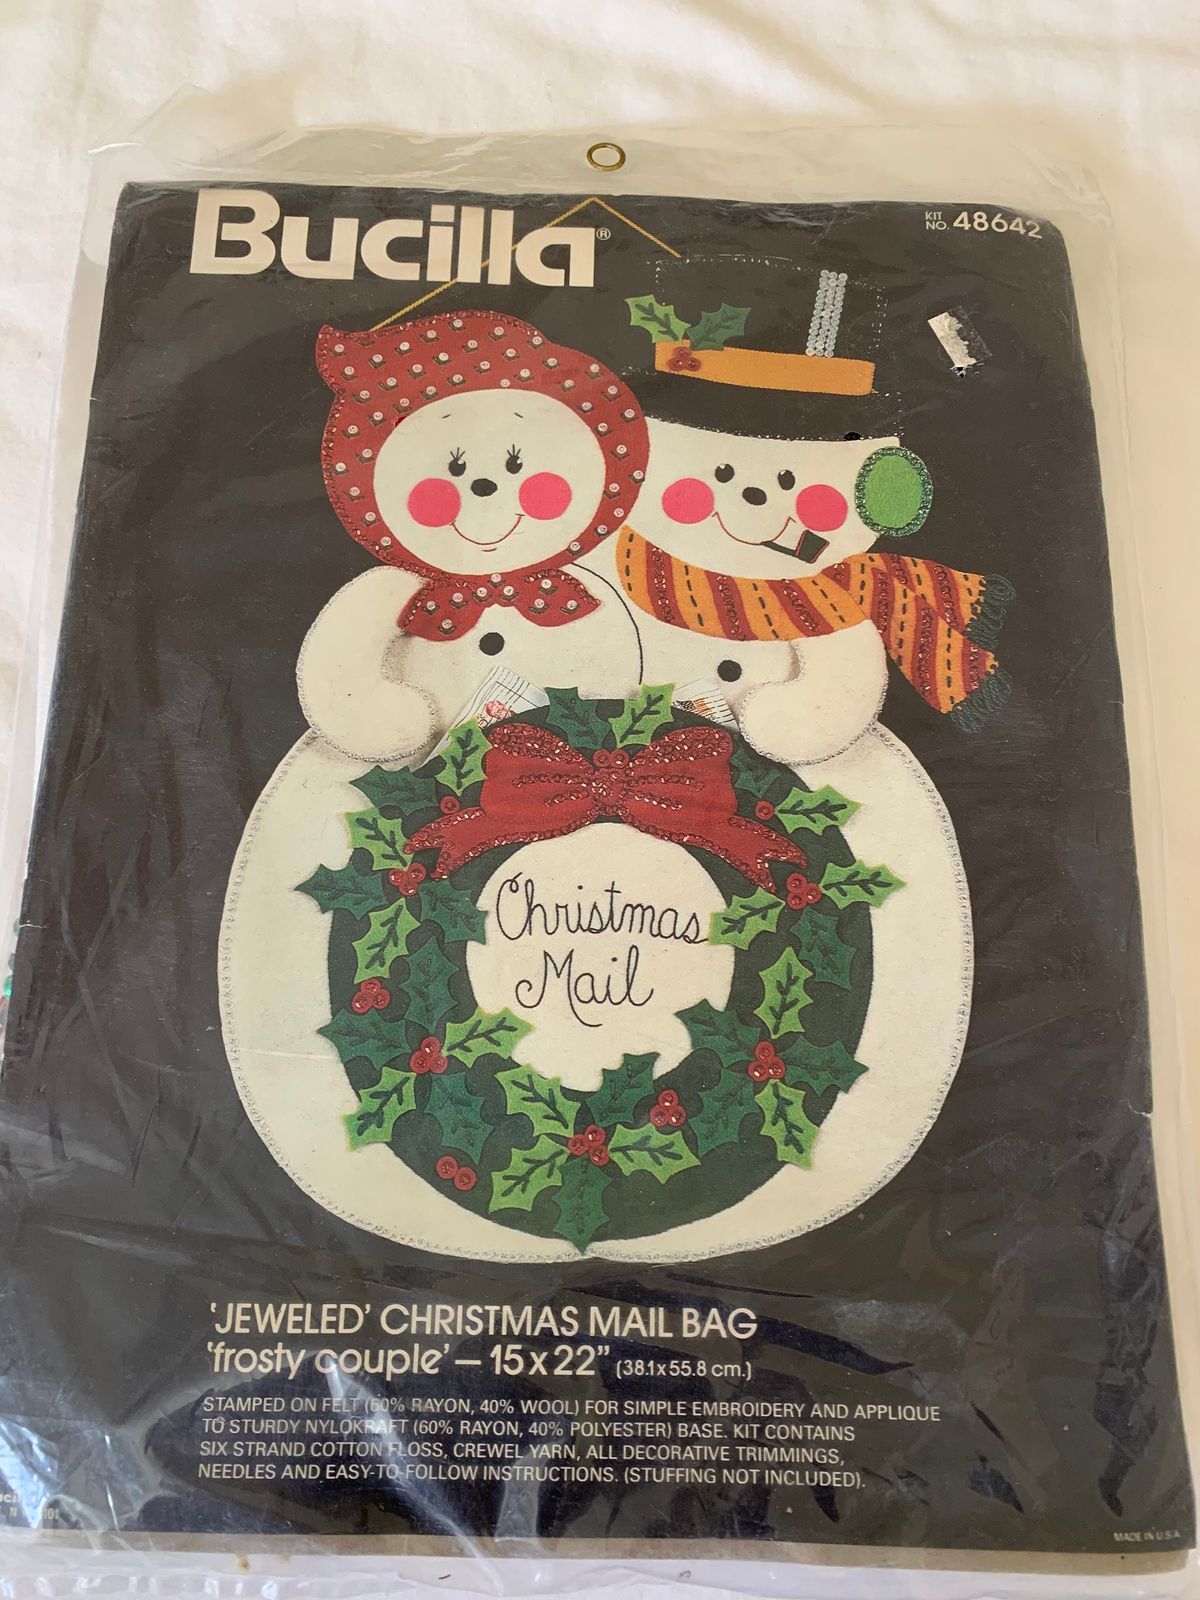 Bucilla®
KIT
NO. 48642
Christmas
Mail
'JEWELED' CHRISTMAS MAIL BAG
'frosty couple' — 15 x 22" (38.1 x 55.8 cm.)
STAMPED ON FELT (60% RAYON, 40% WOOL) FOR SIMPLE EMBROIDERY AND APPLIQUE
TO STURDY NYLOKRAFT (60% RAYON, 40% POLYESTER) BASE. KIT CONTAINS
SIX STRAND COTTON FLOSS, CREWEL YARN, ALL DECORATIVE TRIMMINGS,
NEEDLES AND EASY-TO-FOLLOW INSTRUCTIONS. (STUFFING NOT INCLUDED).
MADE IN U.S.A.